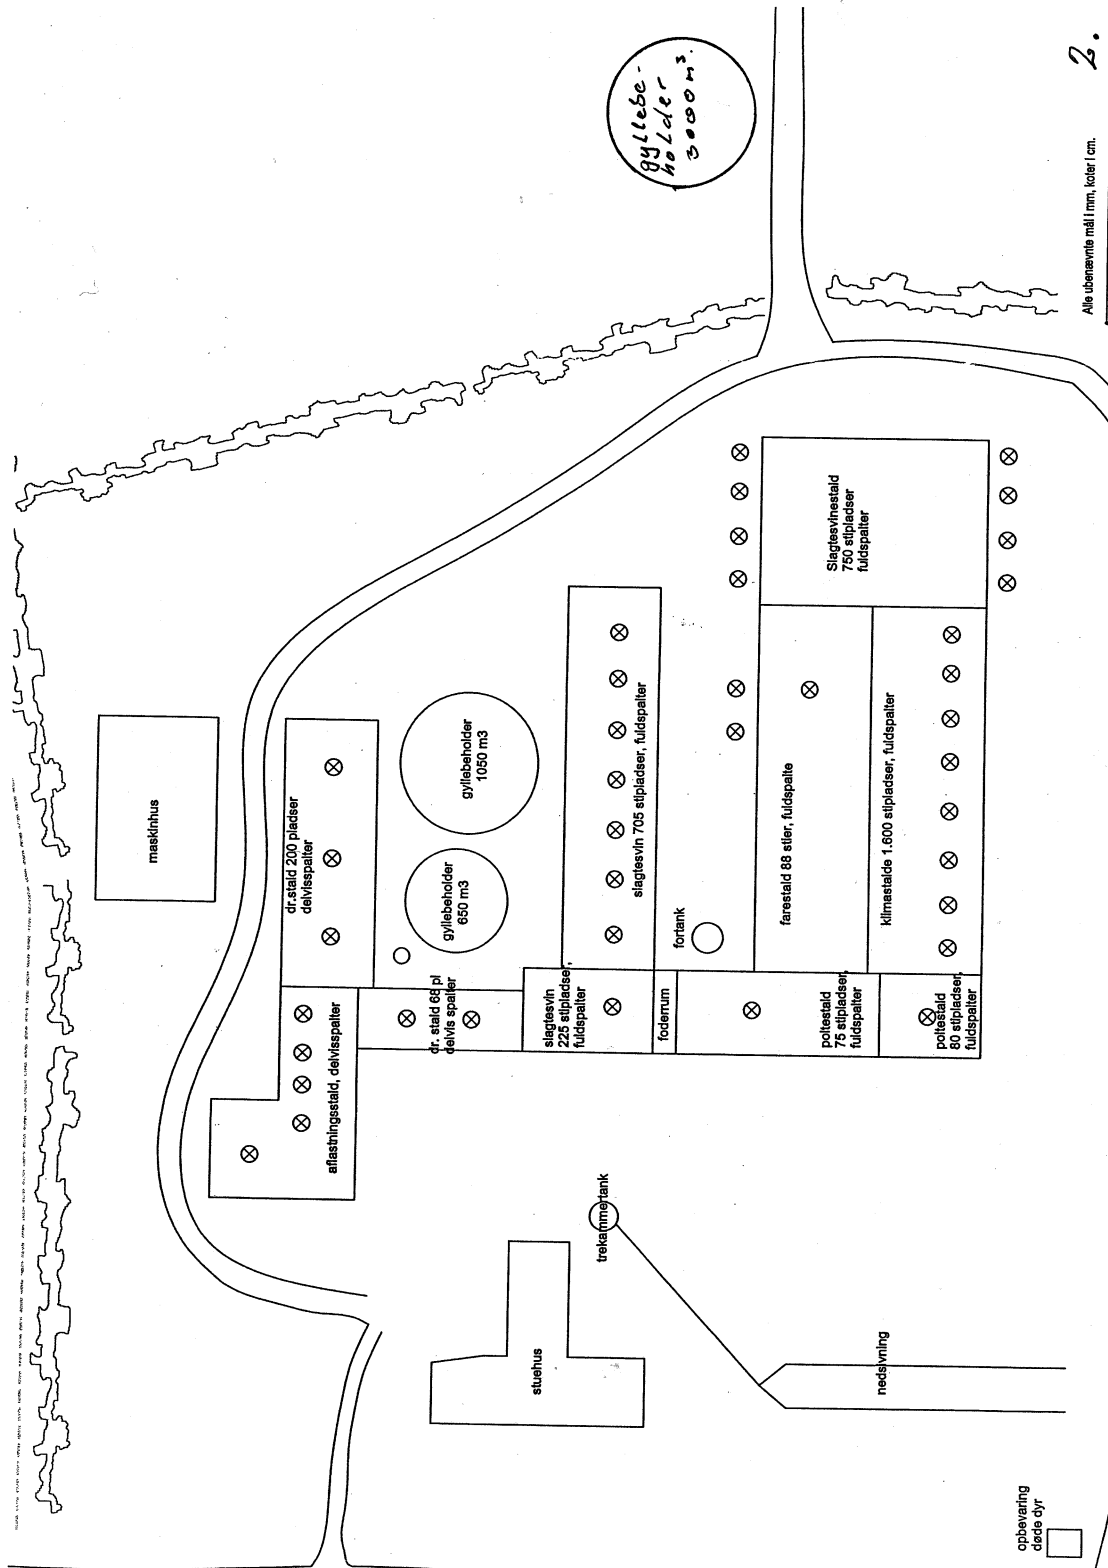 gyllebe-
holder
3000 m³.
2.
Alle ubenævnte mål i mm, koter i cm.
maskinhus
dr.stald 200 pladser
delvisspalter
gyllebeholder
1050 m3
gyllebeholder
650 m3
slagtesvin 705 stipladser, fuldspalter
Slagtesvinestald
750 stipladser
fuldspalter
farestald 88 stier, fuldspalte
klimastalde 1.600 stipladser, fuldspalter
fortank
aflastningsstald, delvisspalter
dr. stald 68 pl
delvis spalter
slagtesvin
225 stipladser,
fuldspalter
foderrum
poltestald
75 stipladser,
fuldspalter
poltestald
80 stipladser,
fuldspalter
trekammertank
stuehus
nedsivning
opbevaring
døde dyr